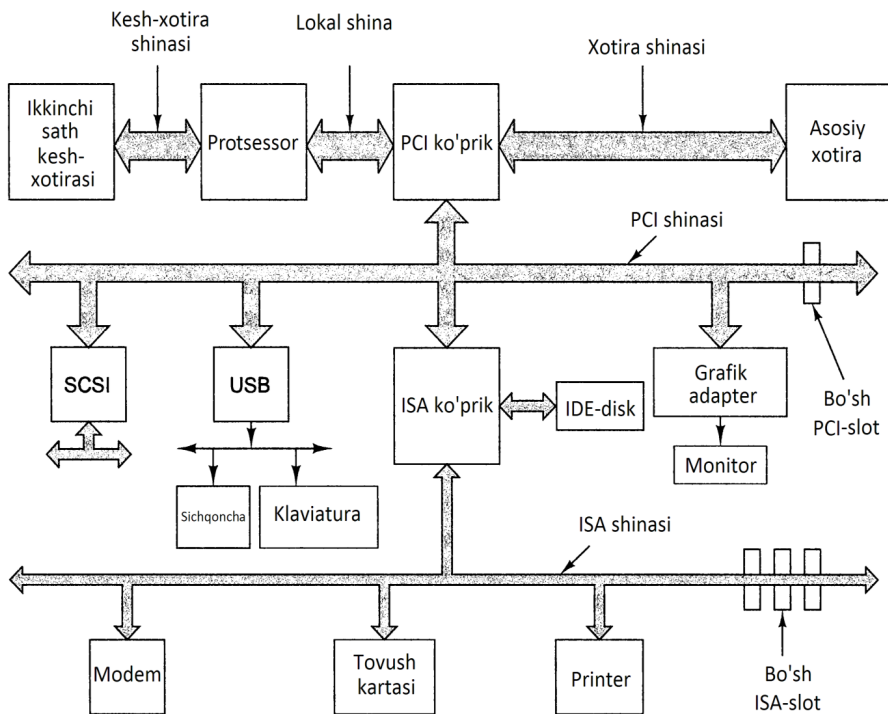 Kesh-xotira
shinasi
Lokal shina
Xotira shinasi
Ikkinchi
sath
kesh-
xotirasi
Protsessor
PCI ko'prik
Asosiy
xotira
PCI shinasi
SCSI
USB
ISA ko'prik
IDE-disk
Grafik
adapter
Bo'sh
PCI-slot
Monitor
Sichqoncha
Klaviatura
ISA shinasi
Modem
Tovush
kartasi
Printer
Bo'sh
ISA-slot